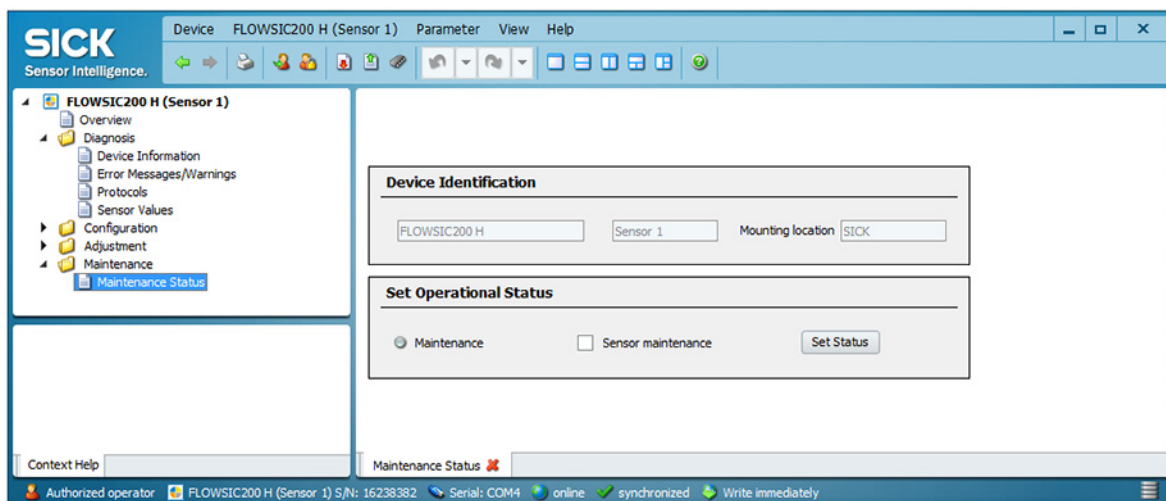 SICK
Sensor Intelligence.
Device FLOWSIC200 H (Sensor 1) Parameter View Help
FLOWSIC200 H (Sensor 1)
Overview
Diagnosis
Device Information
Error Messages/Warnings
Protocols
Sensor Values
Configuration
Adjustment
Maintenance
Maintenance Status
Context Help
Device Identification
FLOWSIC200 H Sensor 1 Mounting location SICK
Set Operational Status
Maintenance Sensor maintenance Set Status
Maintenance Status
Authorized operator FLOWSIC200 H (Sensor 1) S/N: 16238382 Serial: COM4 online synchronized Write immediately